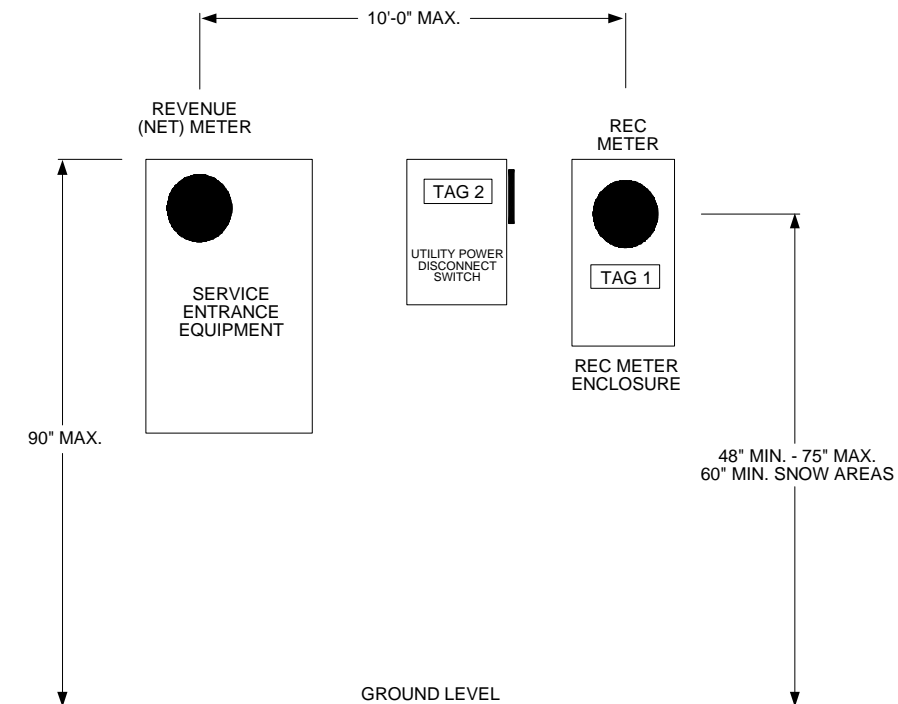 10'-0" MAX.
REVENUE
(NET) METER
REC
METER
TAG 2
UTILITY POWER
DISCONNECT
SWITCH
TAG 1
SERVICE
ENTRANCE
EQUIPMENT
REC METER
ENCLOSURE
90" MAX.
48" MIN. - 75" MAX.
60" MIN. SNOW AREAS
GROUND LEVEL